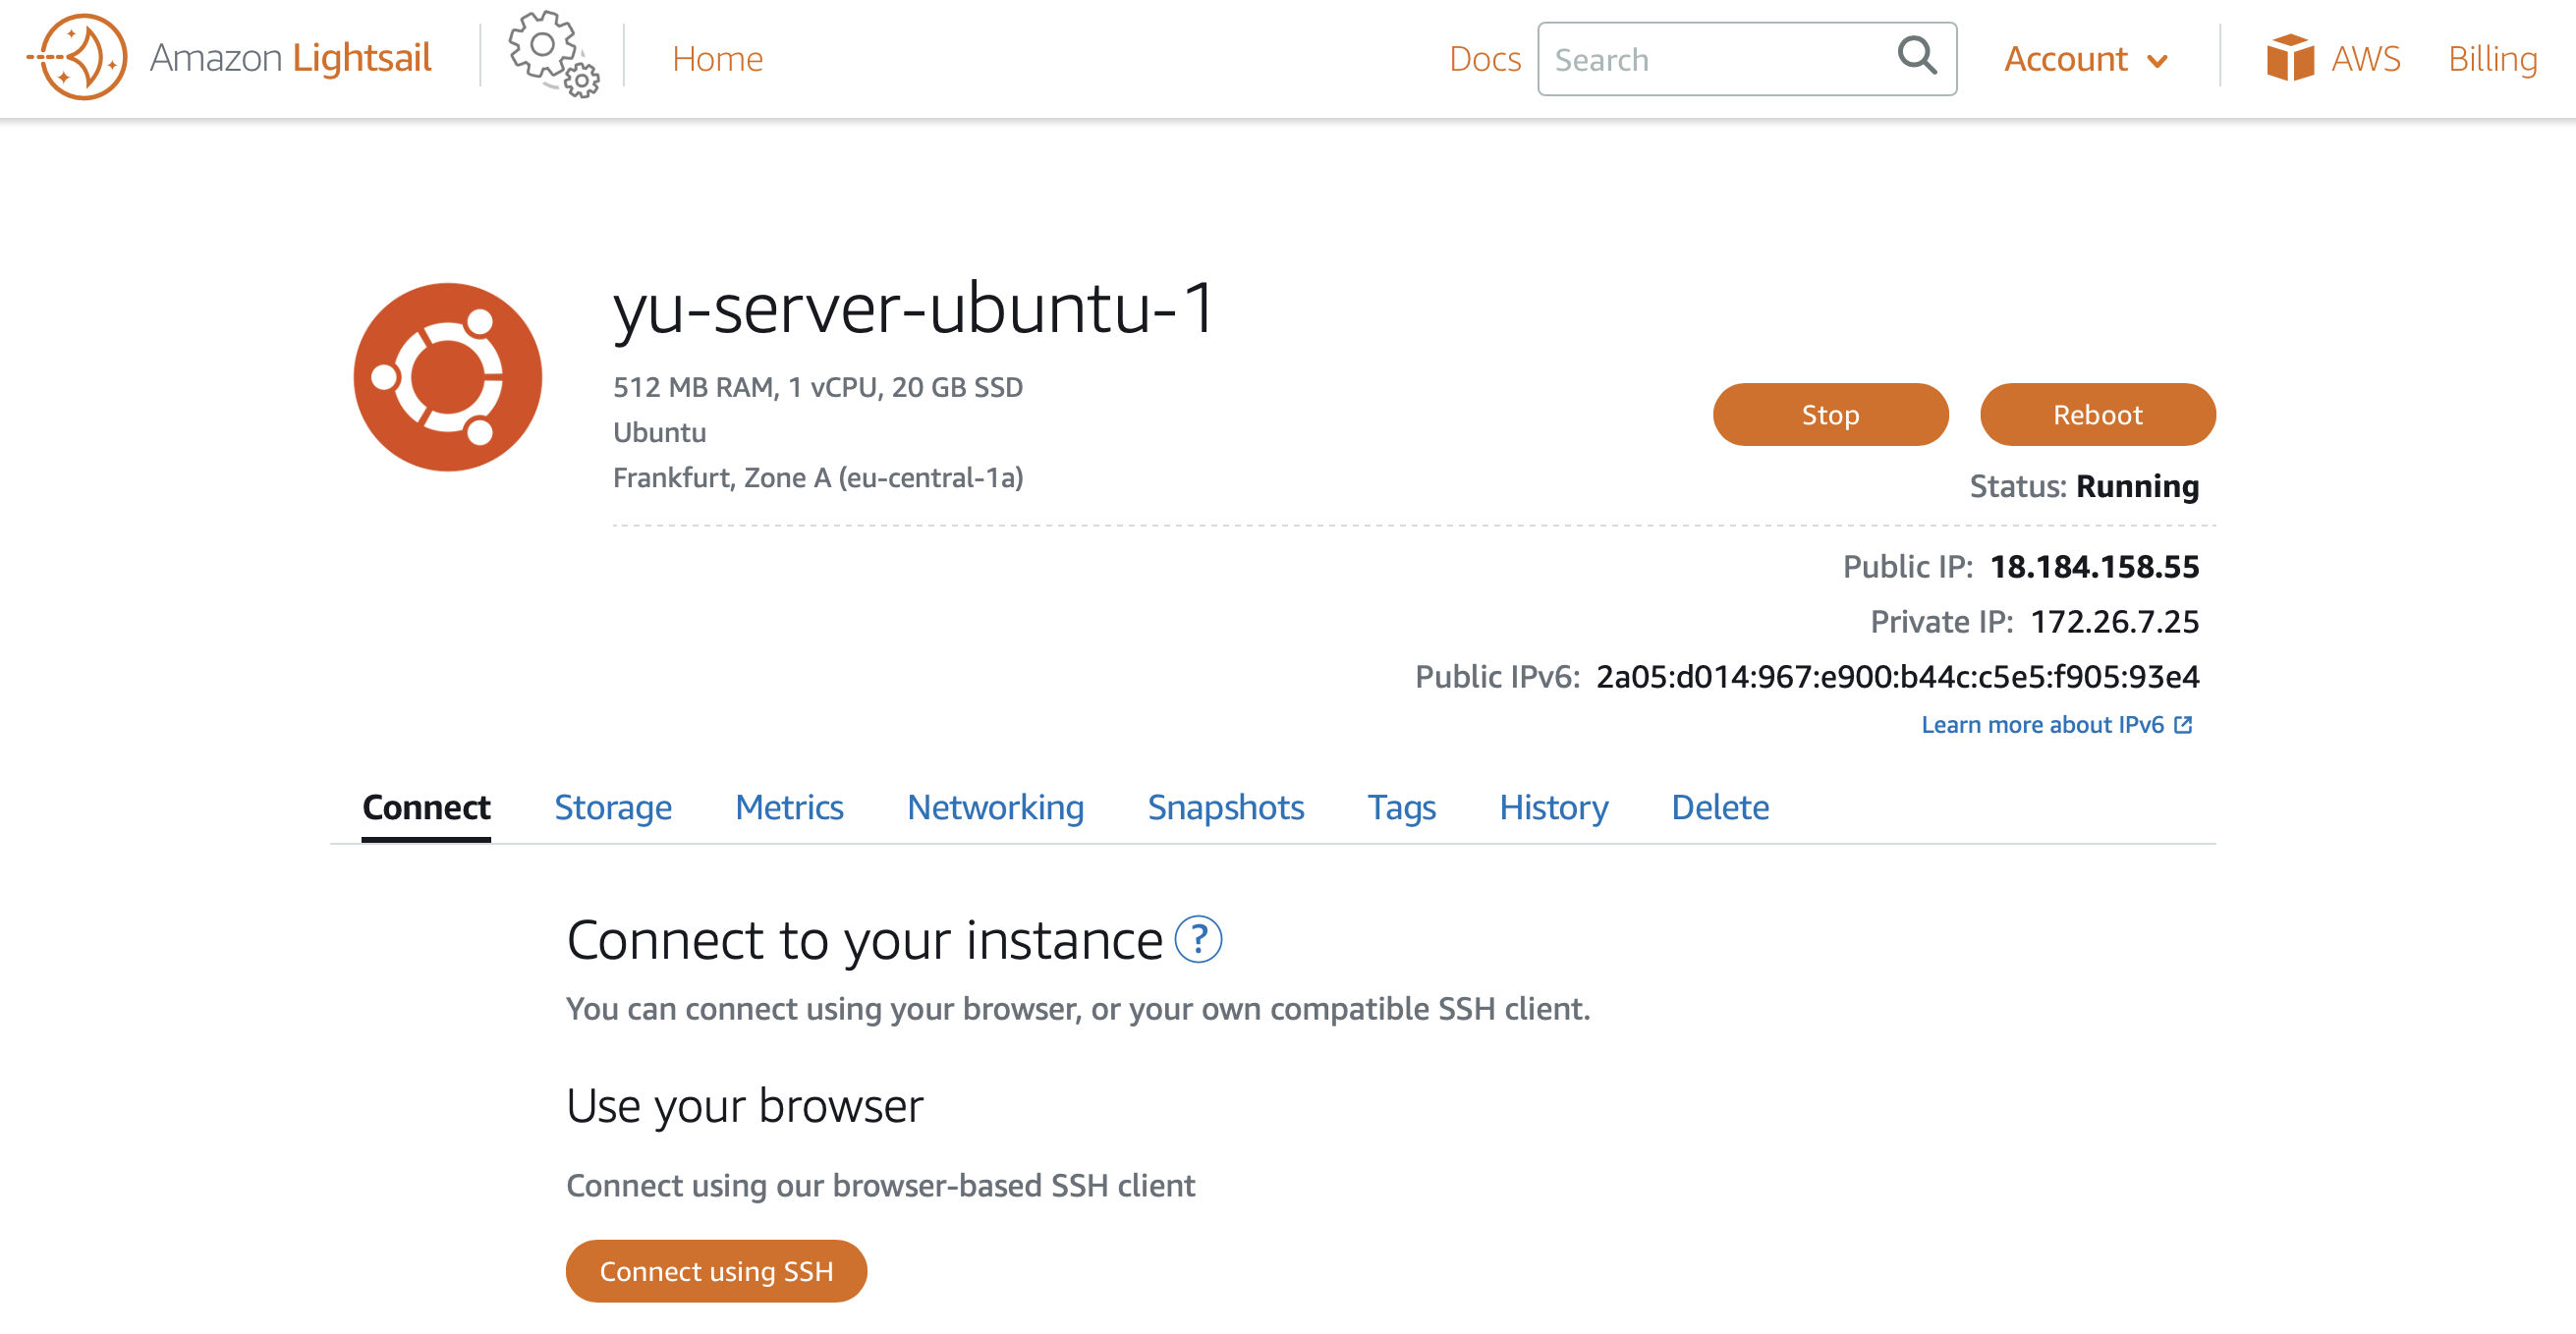 Amazon Lightsail
Home
Docs
Search
Account
AWS
Billing
yu-server-ubuntu-1
512 MB RAM, 1 vCPU, 20 GB SSD
Ubuntu
Frankfurt, Zone A (eu-central-1a)
Stop
Reboot
Status: Running
Public IP: 18.184.158.55
Private IP: 172.26.7.25
Public IPv6: 2a05:d014:967:e900:b44c:c5e5:f905:93e4
Learn more about IPv6
Connect
Storage
Metrics
Networking
Snapshots
Tags
History
Delete
Connect to your instance ?
You can connect using your browser, or your own compatible SSH client.
Use your browser
Connect using our browser-based SSH client
Connect using SSH